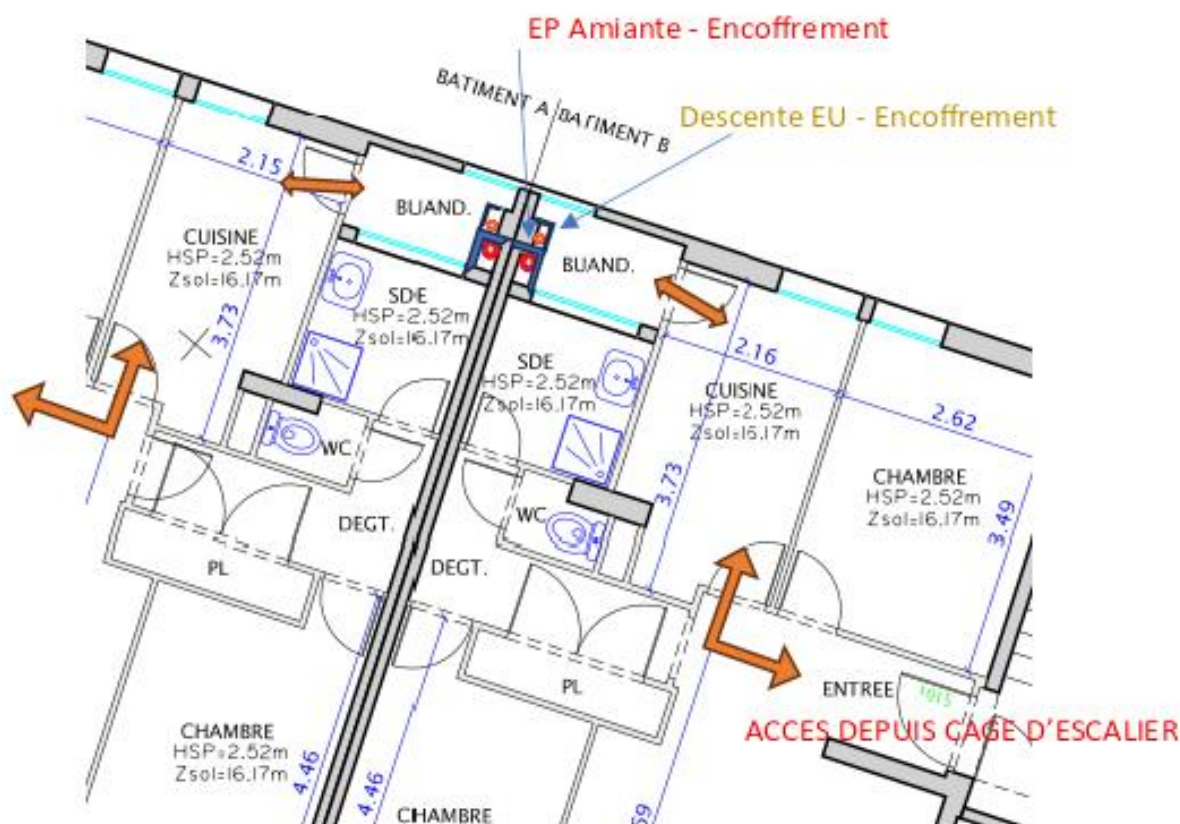 EP Amiante - Encoffrement
BATIMENT A
BATIMENT B
Descente EU - Encoffrement
2.15
BUAND.
CUISINE
HSP=2.52m
Zsol=16.17m
BUAND.
SDE
HSP=2.52m
Zsol=16.17m
3.73
SDE
HSP=2.52m
Zsol=16.17m
2.16
CUISINE
HSP=2.52m
Zsol=16.17m
2.62
WC
CHAMBRE
HSP=2.52m
Zsol=16.17m
3.73
3.49
WC
DEGT.
PL
DEGT.
PL
ENTREE
1015
CHAMBRE
HSP=2.52m
Zsol=16.17m
ACCES DEPUIS CAGE D'ESCALIER
4.46
4.46
CHAMBRE